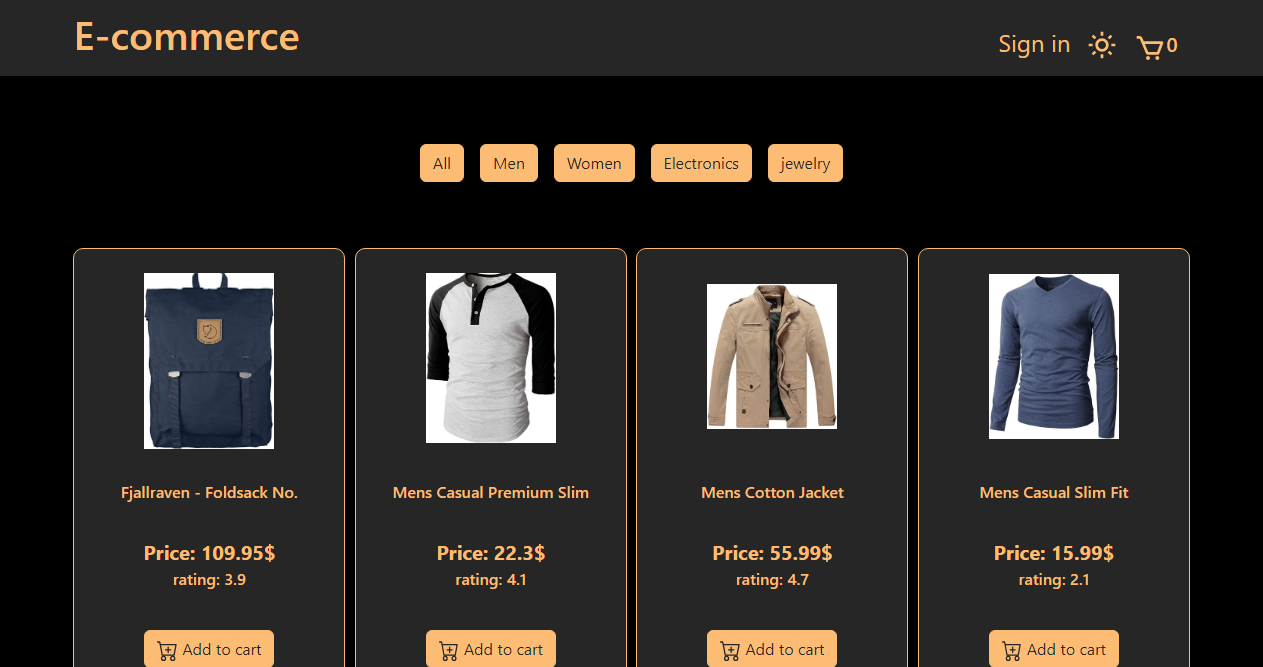 E-commerce
Sign in
0
All
Men
Women
Electronics
jewelry
Fjallraven - Foldsack No.
Price: 109.95$
rating: 3.9
Add to cart
Mens Casual Premium Slim
Price: 22.3$
rating: 4.1
Add to cart
Mens Cotton Jacket
Price: 55.99$
rating: 4.7
Add to cart
Mens Casual Slim Fit
Price: 15.99$
rating: 2.1
Add to cart